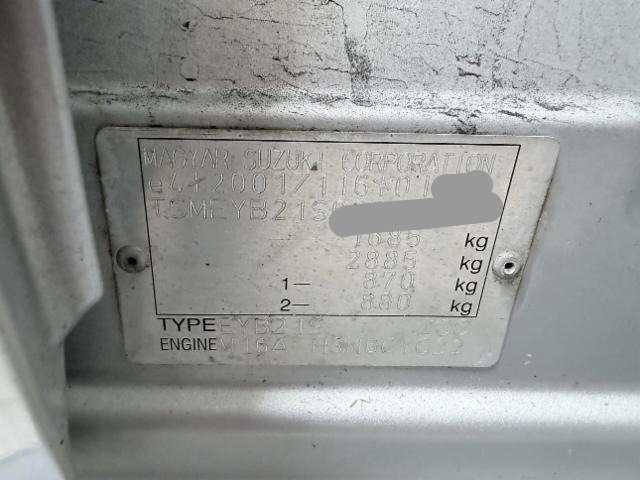 MAGYAR SUZUKI CORPORATION
e4*2001/116*01
TSMEYB21S
— 1685 kg
2885 kg
1— 870 kg
2— 880 kg
TYPE EYB21S
ENGINE M16A